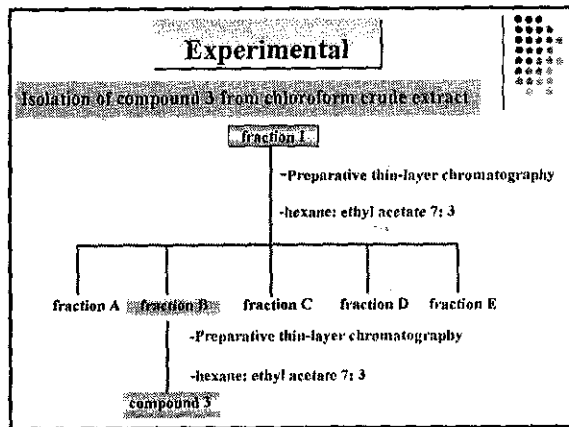 Experimental
Isolation of compound 3 from chloroform crude extract
fraction I
-Preparative thin-layer chromatography
-hexane: ethyl acetate 7: 3
fraction A fraction B fraction C fraction D fraction E
-Preparative thin-layer chromatography
-hexane: ethyl acetate 7: 3
compound 3